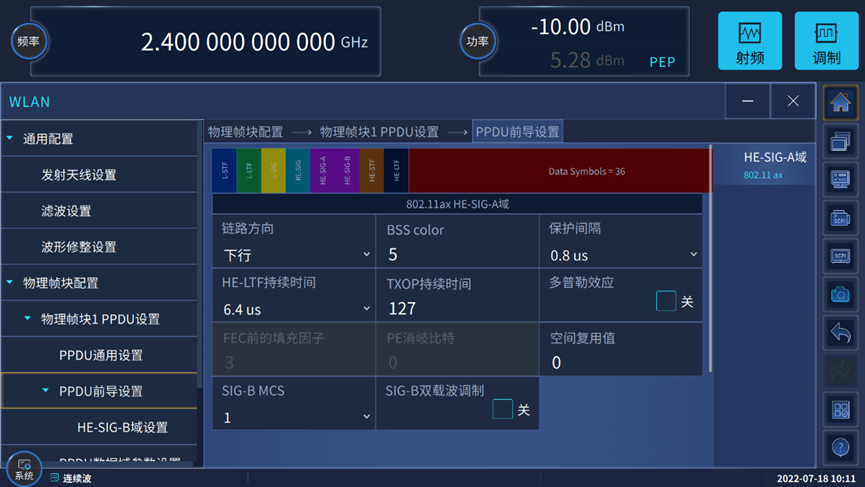 频率
2.400 000 000 000 GHz
功率
-10.00 dBm
5.28 dBm
PEP
射频
调制
WLAN
通用配置
发射天线设置
滤波设置
波形修整设置
物理帧块配置
物理帧块1 PPDU设置
PPDU通用设置
PPDU前导设置
HE-SIG-B域设置
PPDU数据域参数设置
物理帧块配置 → 物理帧块1 PPDU设置 → PPDU前导设置
L-STF
L-LTF
L-SIG
RL-SIG
HE-SIG-A
HE-SIG-B
HE-STF
HE-LTF
Data Symbols = 36
802.11ax HE-SIG-A域
链路方向
下行
BSS color
5
保护间隔
0.8 us
HE-LTF持续时间
6.4 us
TXOP持续时间
127
多普勒效应
关
FEC前的填充因子
3
PE消歧比特
0
空间复用值
0
SIG-B MCS
1
SIG-B双载波调制
关
HE-SIG-A域
802.11 ax
SCPI
SCPI
系统
连续波
2022-07-18 10:11